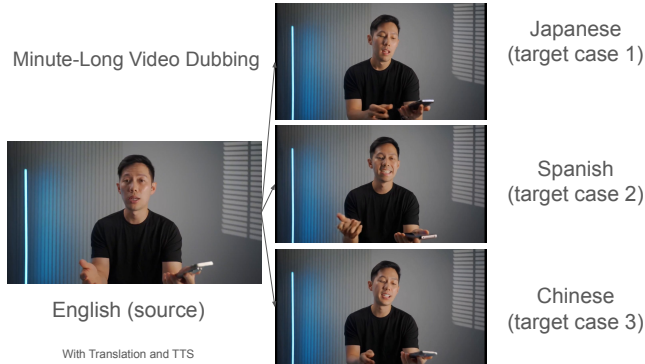 Minute-Long Video Dubbing
Japanese
(target case 1)
Spanish
(target case 2)
English (source)
Chinese
(target case 3)
With Translation and TTS